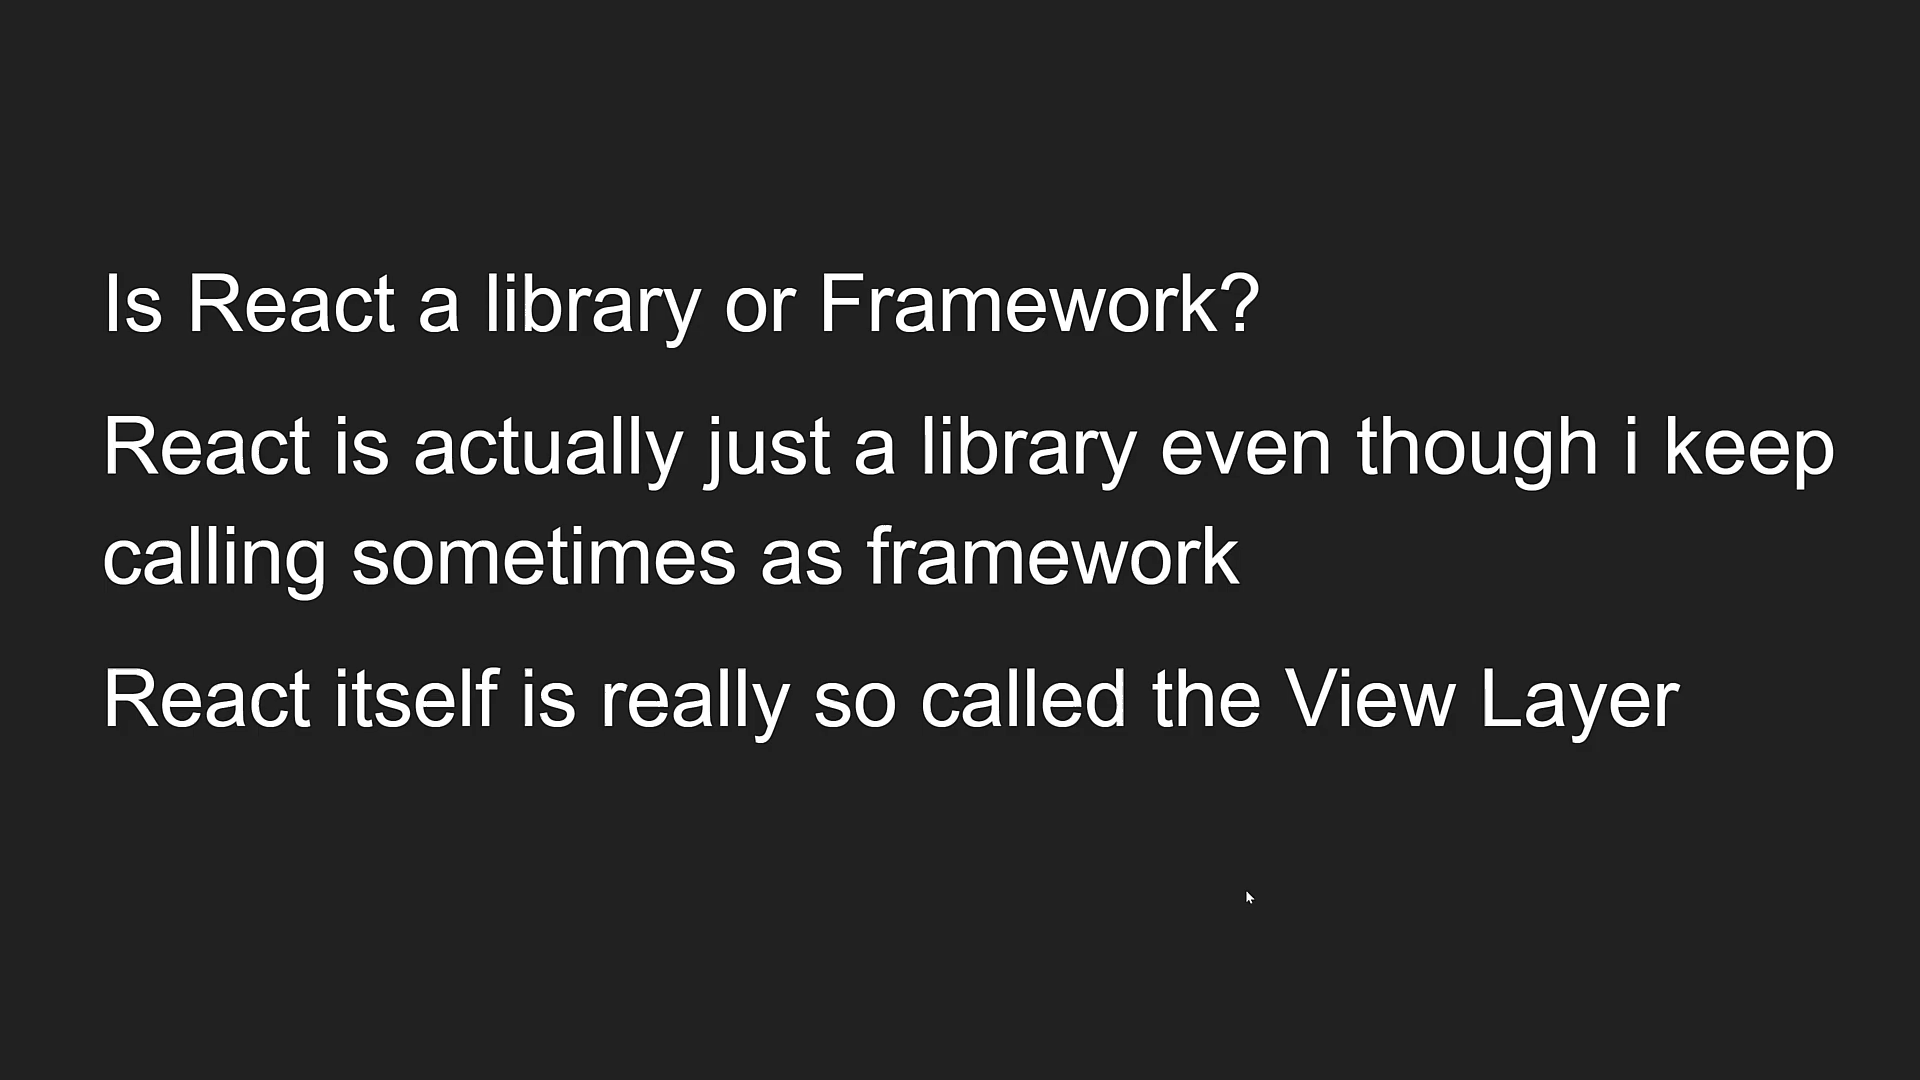 Is React a library or Framework?
React is actually just a library even though i keep
calling sometimes as framework
React itself is really so called the View Layer